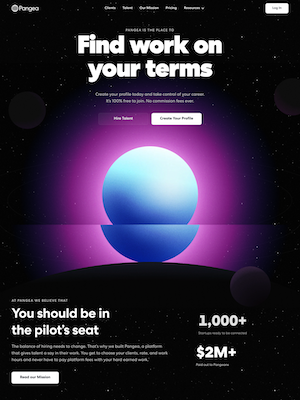 Pangea
Clients Talent Our Mission Pricing Resources
Log In
PANGEA IS THE PLACE TO
Find work on
your terms
Create your profile today and take control of your career.
It's 100% free to join. No commission fees ever.
Hire Talent
Create Your Profile
AT PANGEA WE BELIEVE THAT
You should be in
the pilot's seat
The balance of hiring needs to change. That's why we built Pangea, a platform
that gives talent a say in their work. You get to choose your clients, rate, and work
hours and never have to pay platform fees with your hard earned work.
Read our Mission
1,000+
Startups ready to be connected
$2M+
Paid out to Pangeans